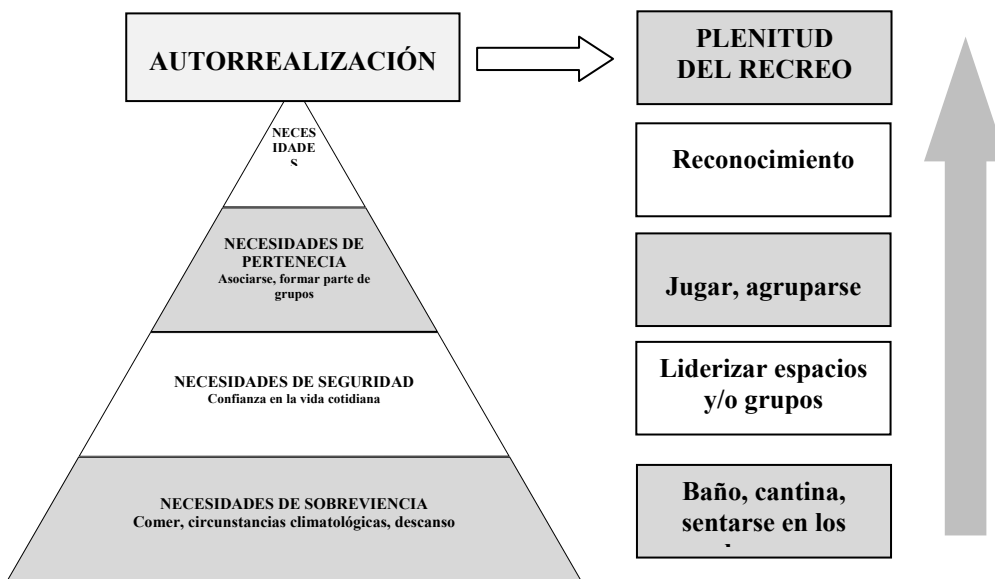 AUTORREALIZACIÓN
NECES
IDADE
S
NECESIDADES DE
PERTENECIA
Asociarse, formar parte de
grupos
NECESIDADES DE SEGURIDAD
Confianza en la vida cotidiana
NECESIDADES DE SOBREVIENCIA
Comer, circunstancias climatológicas, descanso
PLENITUD
DEL RECREO
Reconocimiento
Jugar, agruparse
Liderizar espacios
y/o grupos
Baño, cantina,
sentarse en los